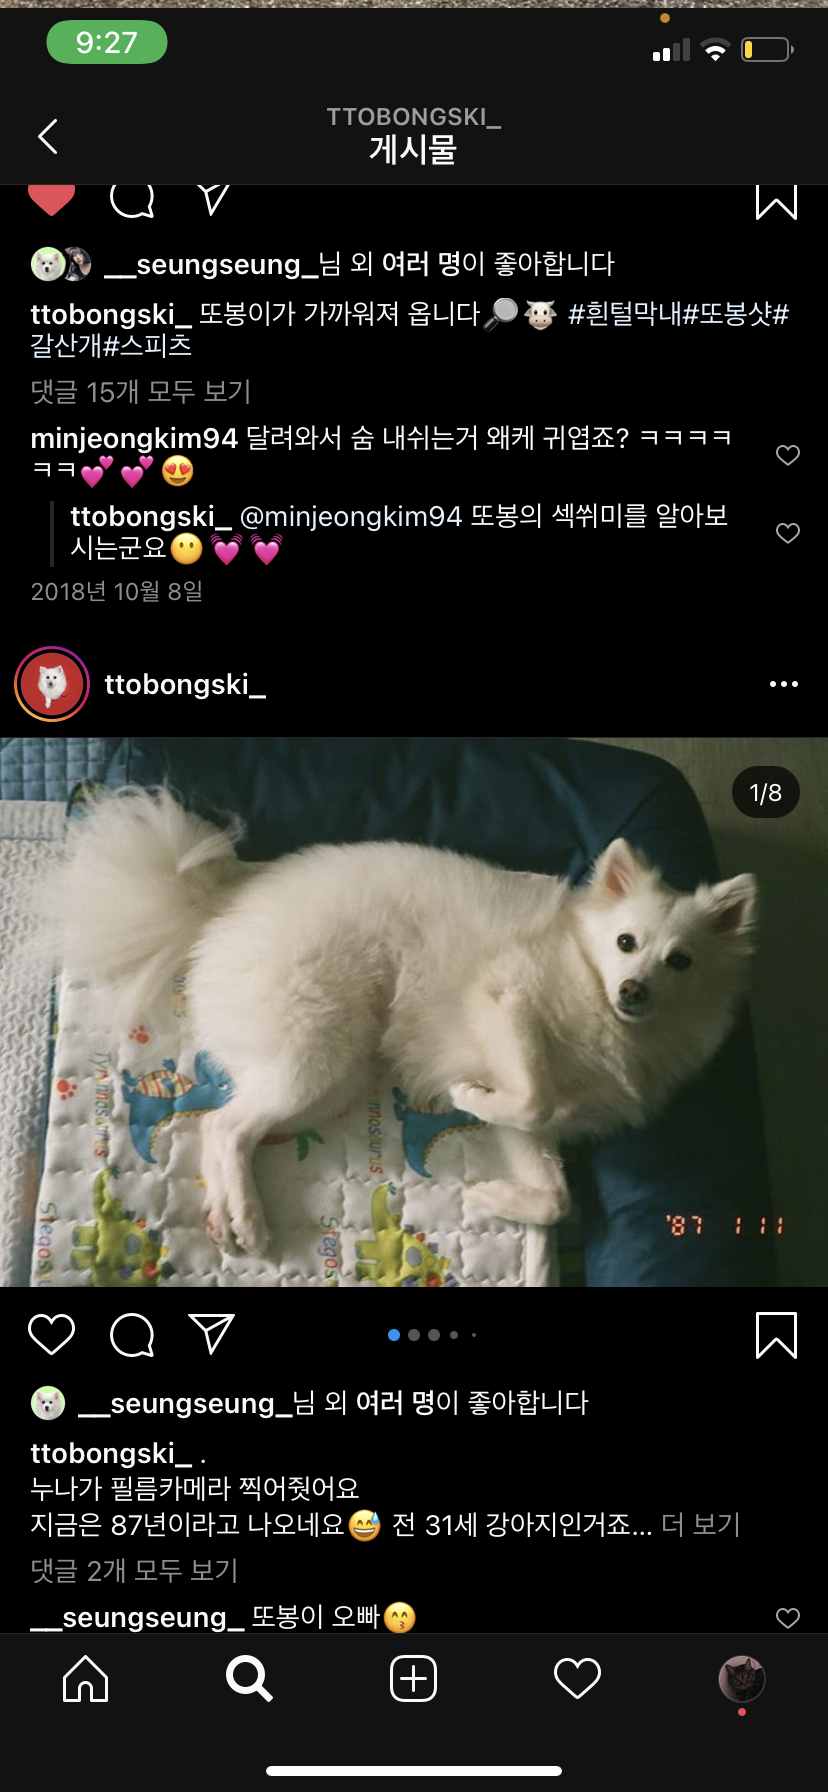 9:27
TTOBONGSKI_
게시물
__seungseung_님 외 여러 명이 좋아합니다
ttobongski_ 또봉이가 가까워져 옵니다🔎🐮 #흰털막내#또봉샷#
갈산개#스피츠
댓글 15개 모두 보기
minjeongkim94 달려와서 숨 내쉬는거 왜케 귀엽죠? ㅋㅋㅋㅋ
ㅋㅋ💕💕😍
ttobongski_ @minjeongkim94 또봉의 섹쒸미를 알아보
시는군요😶💓💓
2018년 10월 8일
ttobongski_
1/8
Tyrannosaurus
Stegos
Stegos
'87 1 11
__seungseung_님 외 여러 명이 좋아합니다
ttobongski_ .
누나가 필름카메라 찍어줫어요
지금은 87년이라고 나오네요😅 전 31세 강아지인거죠... 더 보기
댓글 2개 모두 보기
__seungseung_ 또봉이 오빠😙